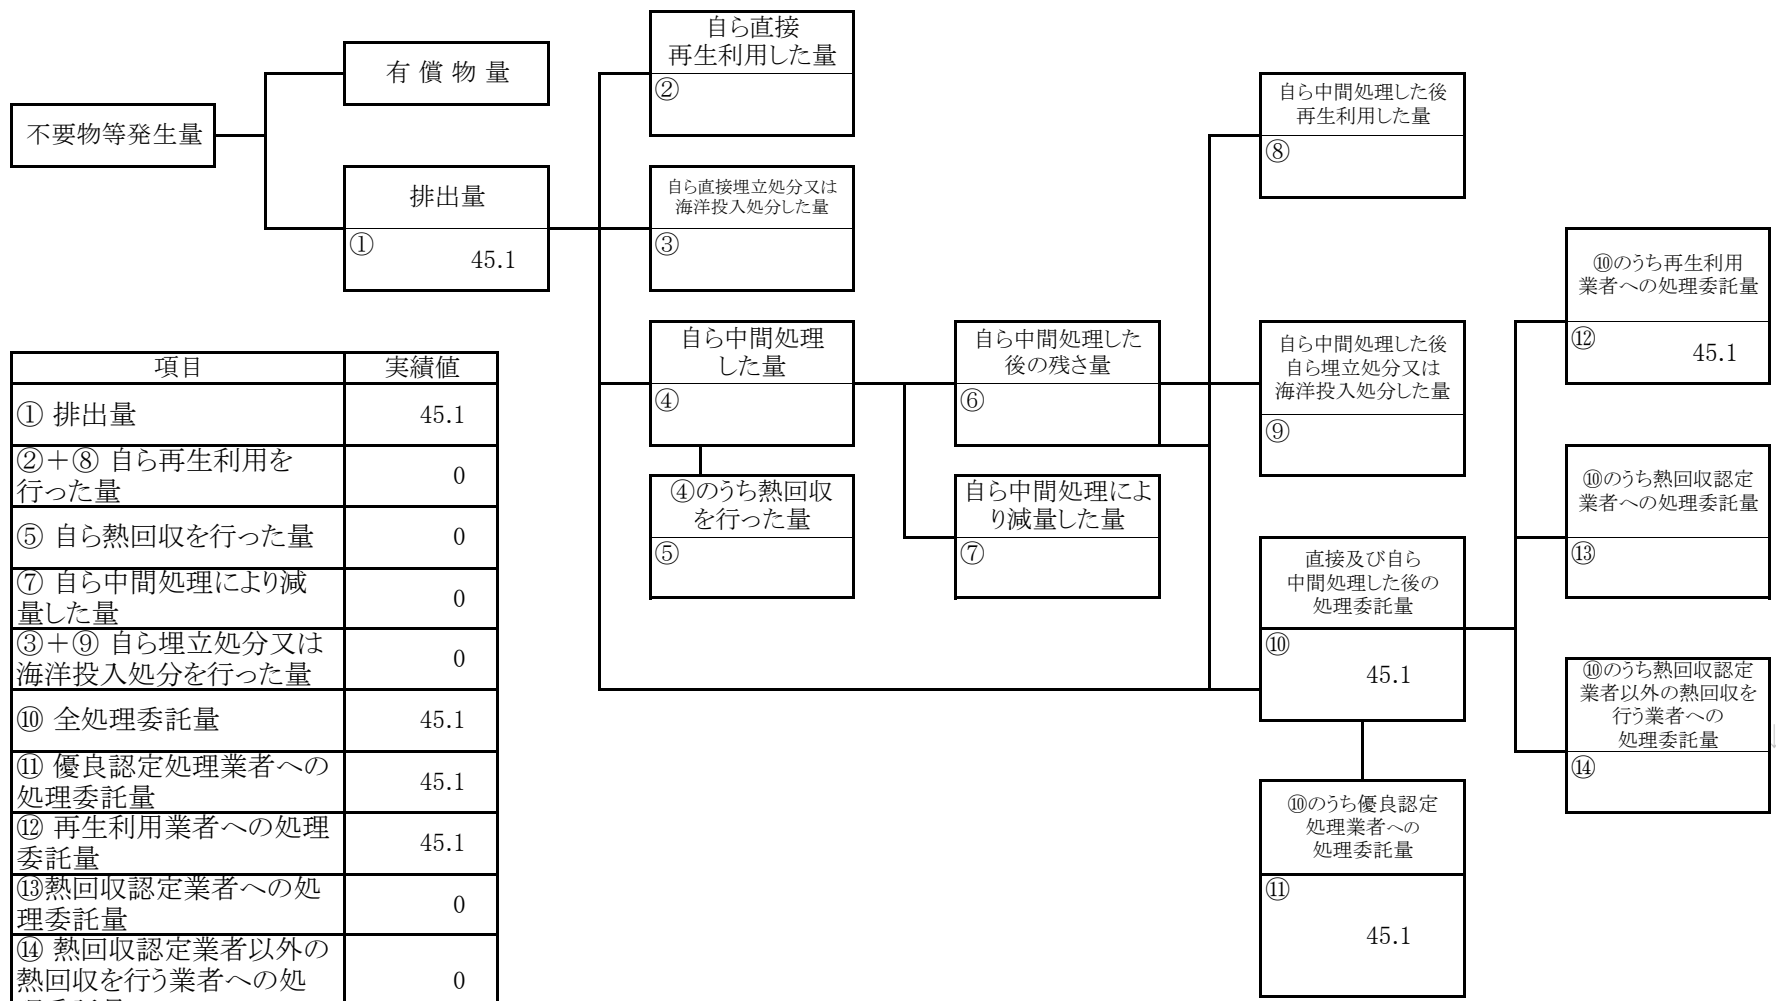 不要物等発生量
有 償 物 量
排出量
①
45.1
自ら直接
再生利用した量
②
自ら直接埋立処分又は
海洋投入処分した量
③
自ら中間処理
した量
④
④のうち熱回収
を行った量
⑤
自ら中間処理した
後の残さ量
⑥
自ら中間処理によ
り減量した量
⑦
自ら中間処理した後
再生利用した量
⑧
自ら中間処理した後
自ら埋立処分又は
海洋投入処分した量
⑨
直接及び自ら
中間処理した後の
処理委託量
⑩
45.1
⑩のうち優良認定
処理業者への
処理委託量
⑪
45.1
⑩のうち再生利用
業者への処理委託量
⑫
45.1
⑩のうち熱回収認定
業者への処理委託量
⑬
⑩のうち熱回収認定
業者以外の熱回収を
行う業者への
処理委託量
⑭
項目 実績値
① 排出量 45.1
②＋⑧ 自ら再生利用を
行った量 0
⑤ 自ら熱回収を行った量 0
⑦ 自ら中間処理により減
量した量 0
③＋⑨ 自ら埋立処分又は
海洋投入処分を行った量 0
⑩ 全処理委託量 45.1
⑪ 優良認定処理業者への
処理委託量 45.1
⑫ 再生利用業者への処理
委託量 45.1
⑬熱回収認定業者への処
理委託量 0
⑭ 熱回収認定業者以外の
熱回収を行う業者への処 0